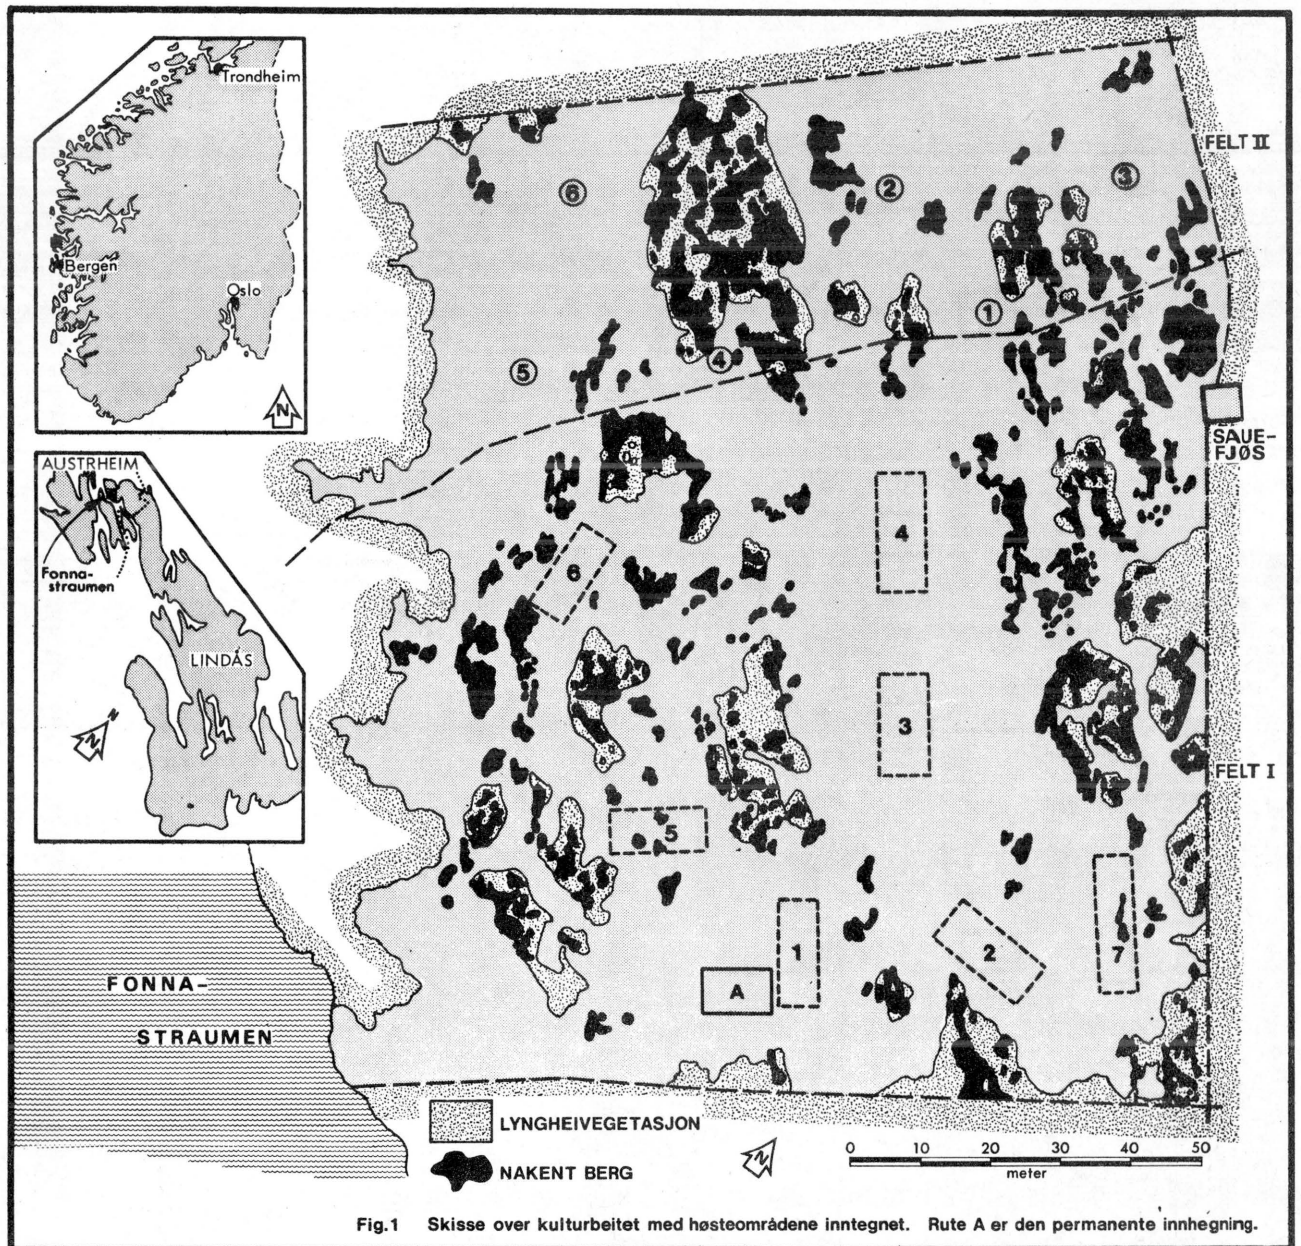 Trondheim
Bergen
Oslo
N
AUSTRHEIM
Fonna-
straumen
LINDÅS
N
FELT II
6
2
3
1
5
4
SAUE-
FJØS
4
6
3
FELT I
5
1
2
7
A
FONNA-
STRAUMEN
LYNGHEIVEGETASJON
NAKENT BERG
N
0 10 20 30 40 50
meter
Fig.1 Skisse over kulturbeitet med høsteområdene inntegnet. Rute A er den permanente innhegning.